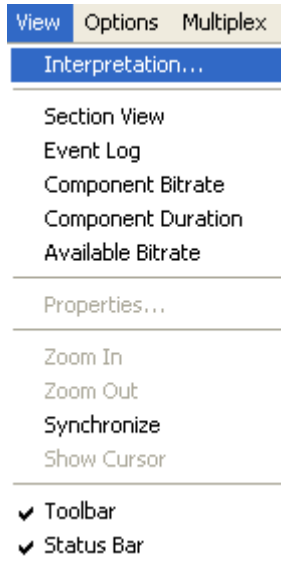 View Options Multiplex
Interpretation...
Section View
Event Log
Component Bitrate
Component Duration
Available Bitrate
Properties...
Zoom In
Zoom Out
Synchronize
Show Cursor
Toolbar
Status Bar